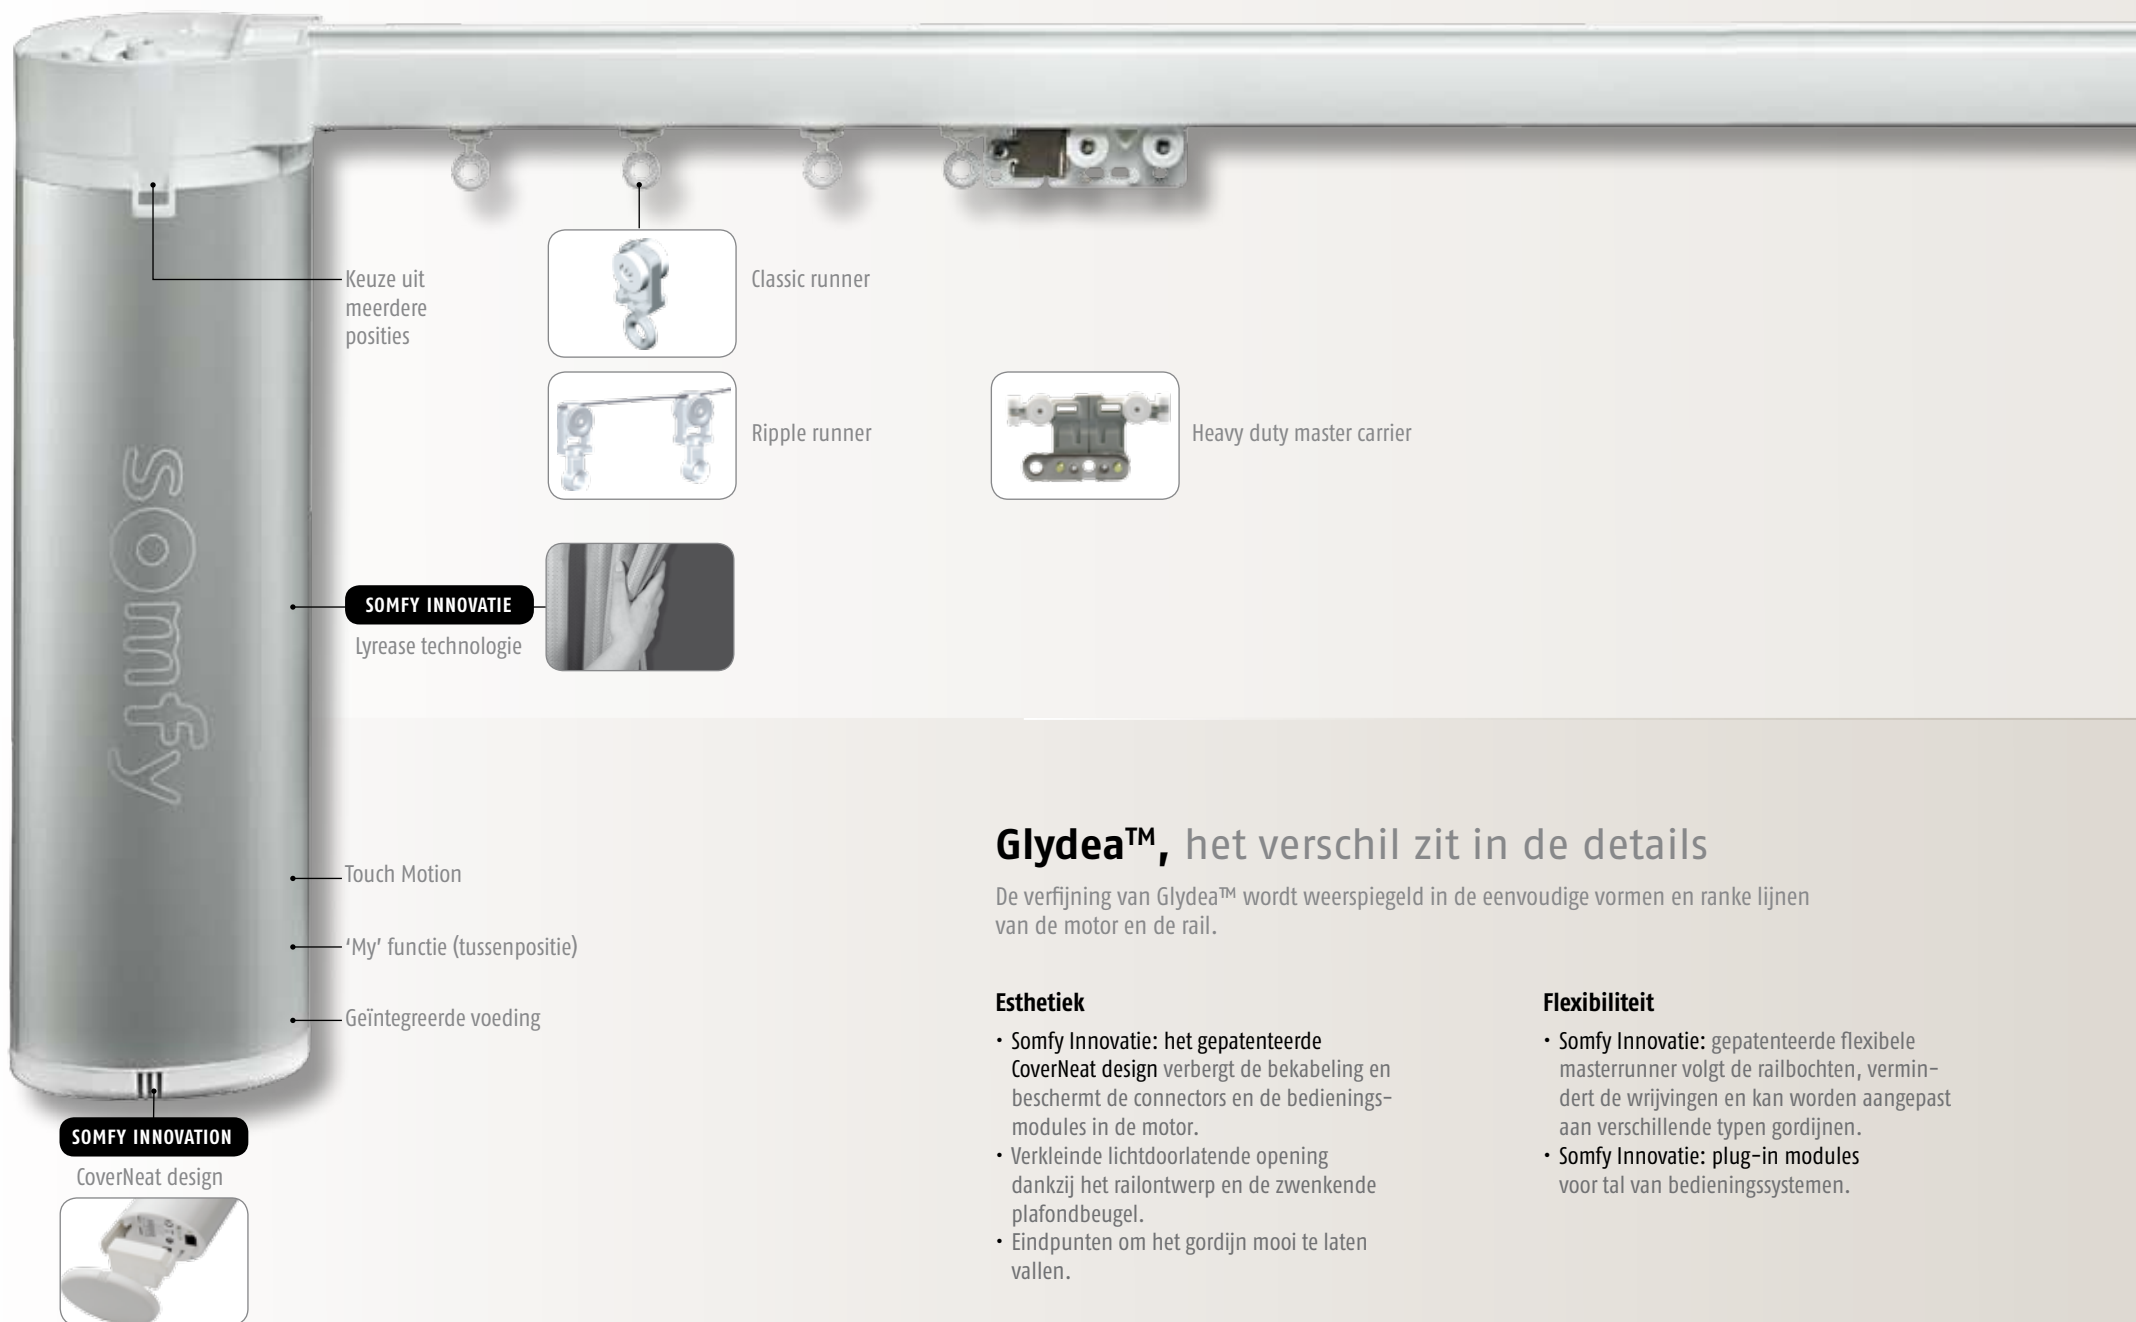 Keuze uit
meerdere
posities
Classic runner
Ripple runner
Heavy duty master carrier
somfy
SOMFY INNOVATIE
Lyrease technologie
Touch Motion
‘My’ functie (tussenpositie)
Geïntegreerde voeding
SOMFY INNOVATION
CoverNeat design
Glydea™, het verschil zit in de details
De verfijning van Glydea™ wordt weerspiegeld in de eenvoudige vormen en ranke lijnen
van de motor en de rail.
Esthetiek
• Somfy Innovatie: het gepatenteerde
CoverNeat design verbergt de bekabeling en
beschermt de connectors en de bedienings-
modules in de motor.
• Verkleinde lichtdoorlatende opening
dankzij het railontwerp en de zwenkende
plafondbeugel.
• Eindpunten om het gordijn mooi te laten
vallen.
Flexibiliteit
• Somfy Innovatie: gepatenteerde flexibele
masterrunner volgt de railbochten, vermin-
dert de wrijvingen en kan worden aangepast
aan verschillende typen gordijnen.
• Somfy Innovatie: plug-in modules
voor tal van bedieningssystemen.